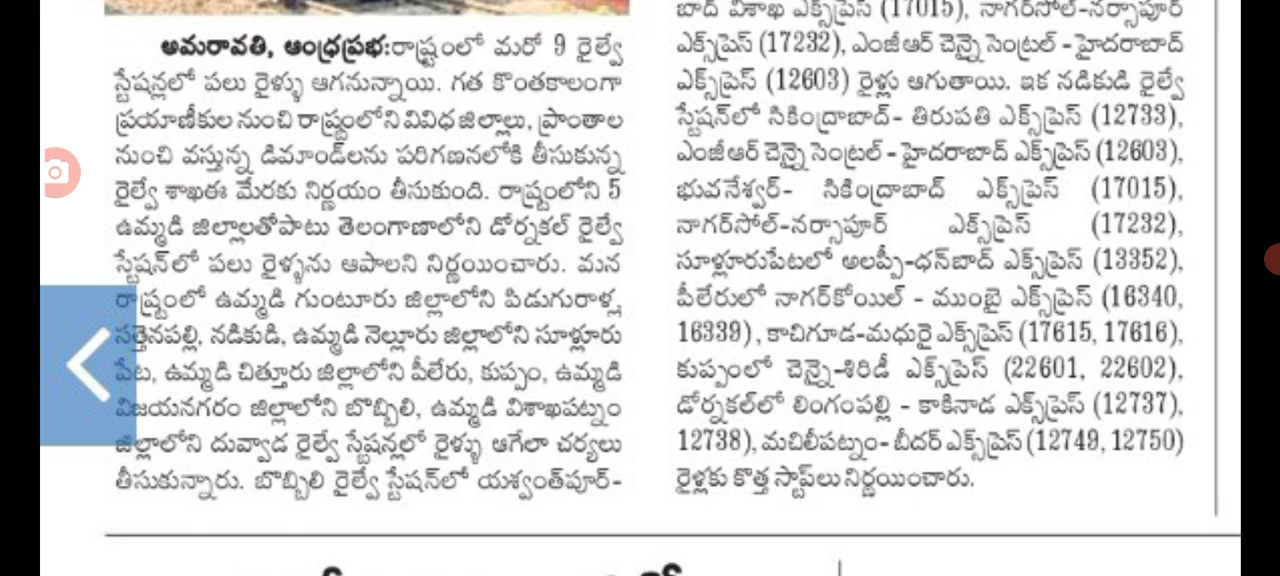 అమరావతి, ఆంధ్రప్రభ:రాష్ట్రంలో మరో 9 రైల్వే
స్టేషన్లలో పలు రైళ్ళు ఆగనున్నాయి. గత కొంతకాలంగా
ప్రయాణీకుల నుంచి రాష్ట్రంలోని వివిధ జిల్లాలు, ప్రాంతాల
నుంచి వస్తున్న డిమాండ్‌లను పరిగణనలోకి తీసుకున్న
రైల్వే శాఖఈ మేరకు నిర్ణయం తీసుకుంది. రాష్ట్రంలోని 5
ఉమ్మడి జిల్లాలతోపాటు తెలంగాణాలోని డోర్నకల్ రైల్వే
స్టేషన్‌లో పలు రైళ్ళను ఆపాలని నిర్ణయించారు. మన
రాష్ట్రంలో ఉమ్మడి గుంటూరు జిల్లాలోని పిడుగురాళ్ల,
సత్తెనపల్లి, నడికుడి, ఉమ్మడి నెల్లూరు జిల్లాలోని సూళ్లూరు
పేట, ఉమ్మడి చిత్తూరు జిల్లాలోని పీలేరు, కుప్పం, ఉమ్మడి
విజయనగరం జిల్లాలోని బొబ్బిలి, ఉమ్మడి విశాఖపట్నం
జిల్లాలోని దువ్వాడ రైల్వే స్టేషన్లలో రైళ్ళు ఆగేలా చర్యలు
తీసుకున్నారు. బొబ్బిలి రైల్వే స్టేషన్‌లో యశ్వంత్‌పూర్-
బాద్ విశాఖ ఎక్స్‌ప్రెస్ (17015), నాగర్‌సోల్-నర్సాపూర్
ఎక్స్‌ప్రెస్ (17232), ఎంజీఆర్ చెన్నై సెంట్రల్ - హైదరాబాద్
ఎక్స్‌ప్రెస్ (12603) రైళ్లు ఆగుతాయి. ఇక నడికుడి రైల్వే
స్టేషన్‌లో సికింద్రాబాద్- తిరుపతి ఎక్స్‌ప్రెస్ (12733),
ఎంజీఆర్ చెన్నై సెంట్రల్ - హైదరాబాద్ ఎక్స్‌ప్రెస్ (12603),
భువనేశ్వర్- సికింద్రాబాద్ ఎక్స్‌ప్రెస్ (17015),
నాగర్‌సోల్-నర్సాపూర్ ఎక్స్‌ప్రెస్ (17232),
సూళ్లూరుపేటలో అలప్పీ-ధన్‌బాద్ ఎక్స్‌ప్రెస్ (13352),
పీలేరులో నాగర్‌కోయిల్ - ముంబై ఎక్స్‌ప్రెస్ (16340,
16339), కాచిగూడ-మధురై ఎక్స్‌ప్రెస్ (17615, 17616),
కుప్పంలో చెన్నై-శిరిడీ ఎక్స్‌ప్రెస్ (22601, 22602),
డోర్నకల్‌లో లింగంపల్లి - కాకినాడ ఎక్స్‌ప్రెస్ (12737),
12738), మచిలీపట్నం- బీదర్ ఎక్స్‌ప్రెస్ (12749, 12750)
రైళ్లకు కొత్త స్టాప్‌లు నిర్ణయించారు.